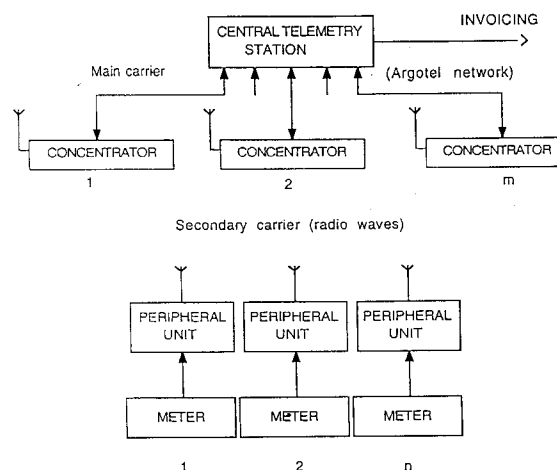 INVOICING
CENTRAL TELEMETRY
STATION
Main carrier
(Argotel network)
CONCENTRATOR
CONCENTRATOR
CONCENTRATOR
1
2
m
Secondary carrier (radio waves)
PERIPHERAL
UNIT
PERIPHERAL
UNIT
PERIPHERAL
UNIT
METER
METER
METER
1
2
n